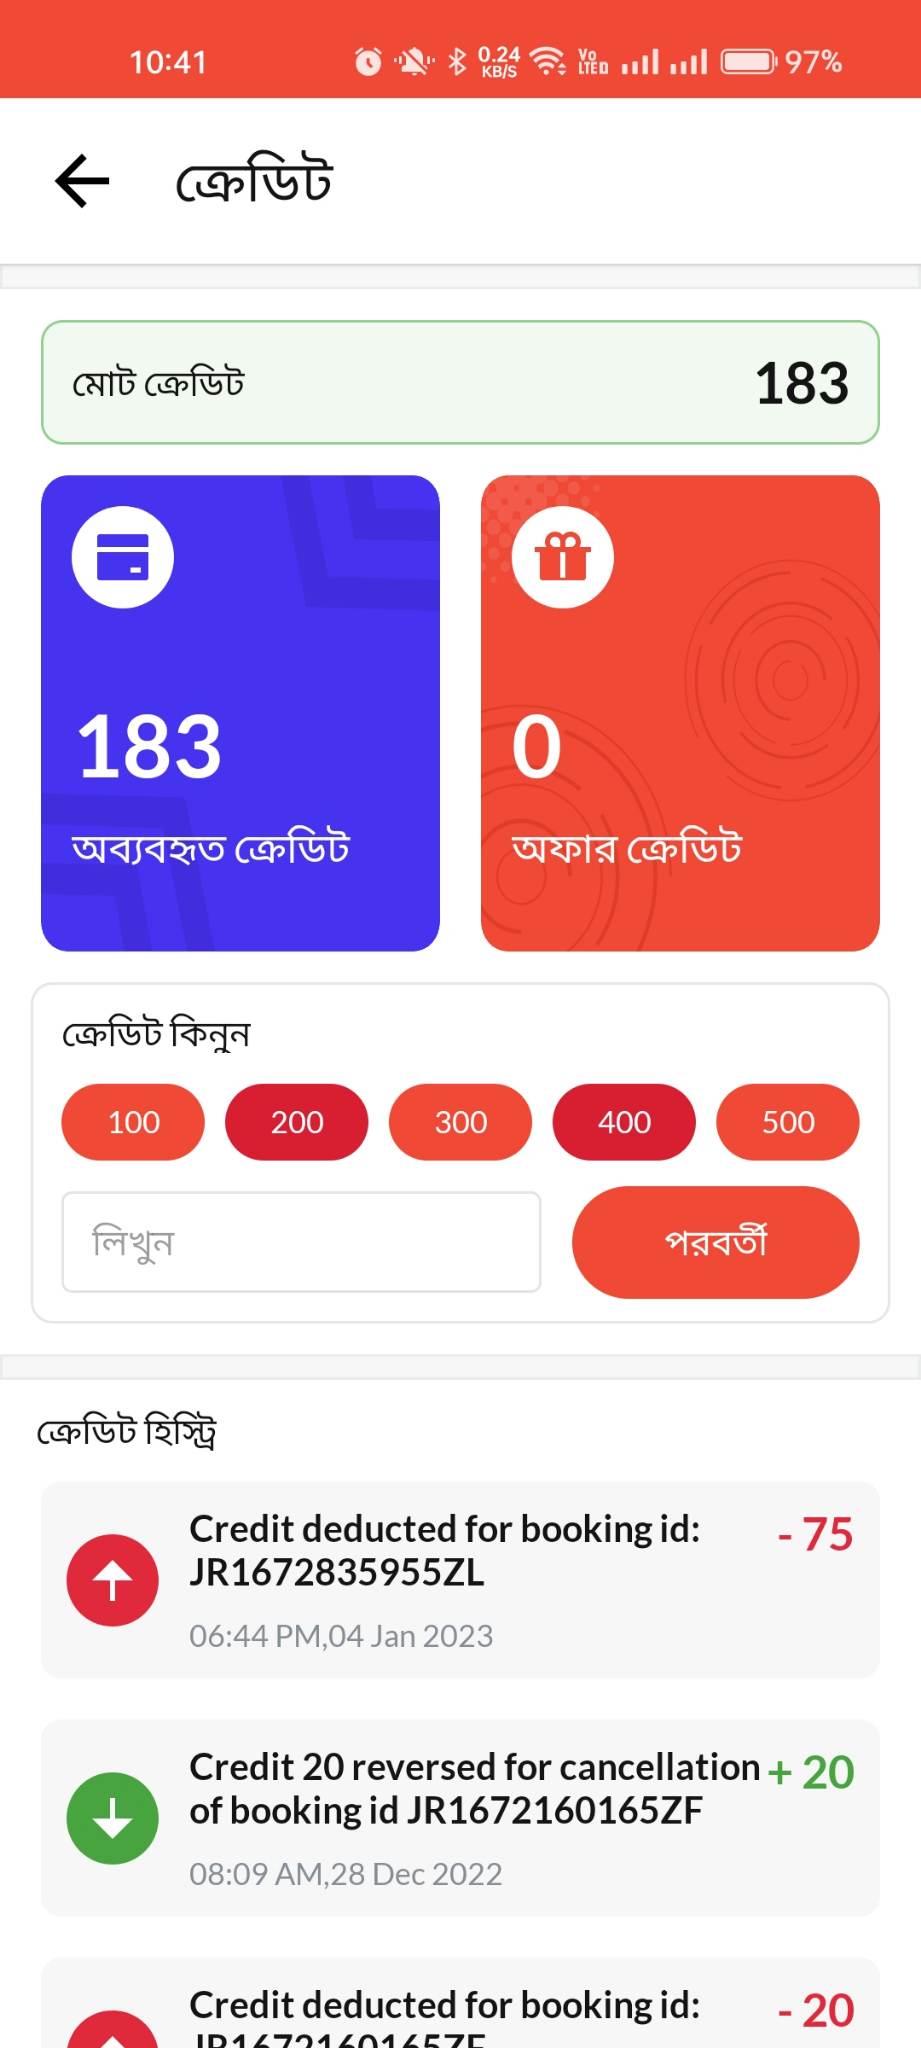 10:41
0.24
KB/S
Vo
LTED
97%
ক্রেডিট
মোট ক্রেডিট 183
183
অব্যবহৃত ক্রেডিট
0
অফার ক্রেডিট
ক্রেডিট কিনুন
100 200 300 400 500
লিখুন পরবর্তী
ক্রেডিট হিস্ট্রি
Credit deducted for booking id: - 75
JR1672835955ZL
06:44 PM,04 Jan 2023
Credit 20 reversed for cancellation + 20
of booking id JR1672160165ZF
08:09 AM,28 Dec 2022
Credit deducted for booking id: - 20
JR1672160165ZF